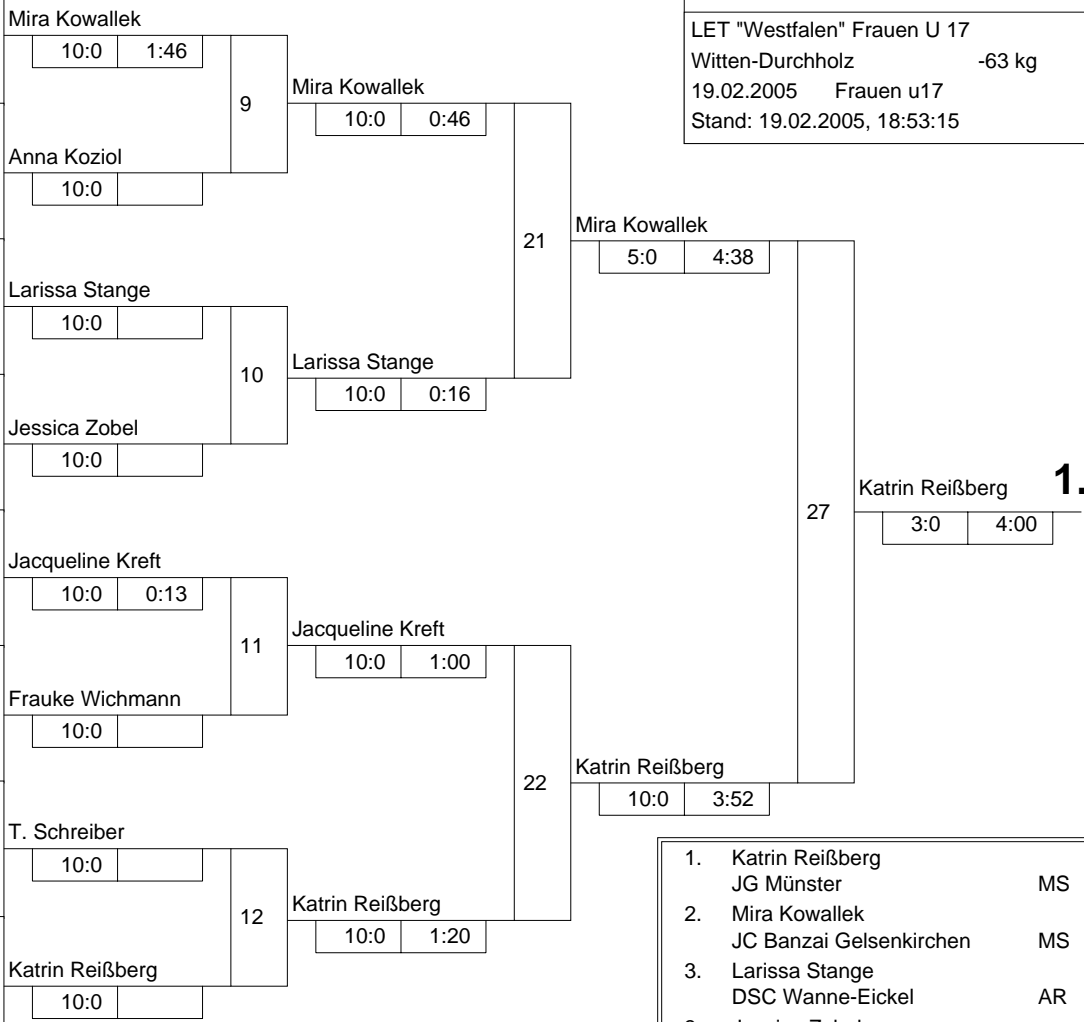 LET "Westfalen" Frauen U 17
Witten-Durchholz -63 kg
19.02.2005 Frauen u17
Stand: 19.02.2005, 18:53:15
Mira Kowallek
10:0 1:46
9
Anna Koziol
10:0
Mira Kowallek
10:0 0:46
Larissa Stange
10:0
10
Jessica Zobel
10:0
Larissa Stange
10:0 0:16
21
Mira Kowallek
5:0 4:38
Jacqueline Kreft
10:0 0:13
11
Frauke Wichmann
10:0
Jacqueline Kreft
10:0 1:00
T. Schreiber
10:0
12
Katrin Reißberg
10:0
Katrin Reißberg
10:0 1:20
22
Katrin Reißberg
10:0 3:52
27
Katrin Reißberg 1.
3:0 4:00
1. Katrin Reißberg
JG Münster MS
2. Mira Kowallek
JC Banzai Gelsenkirchen MS
3. Larissa Stange
DSC Wanne-Eickel AR